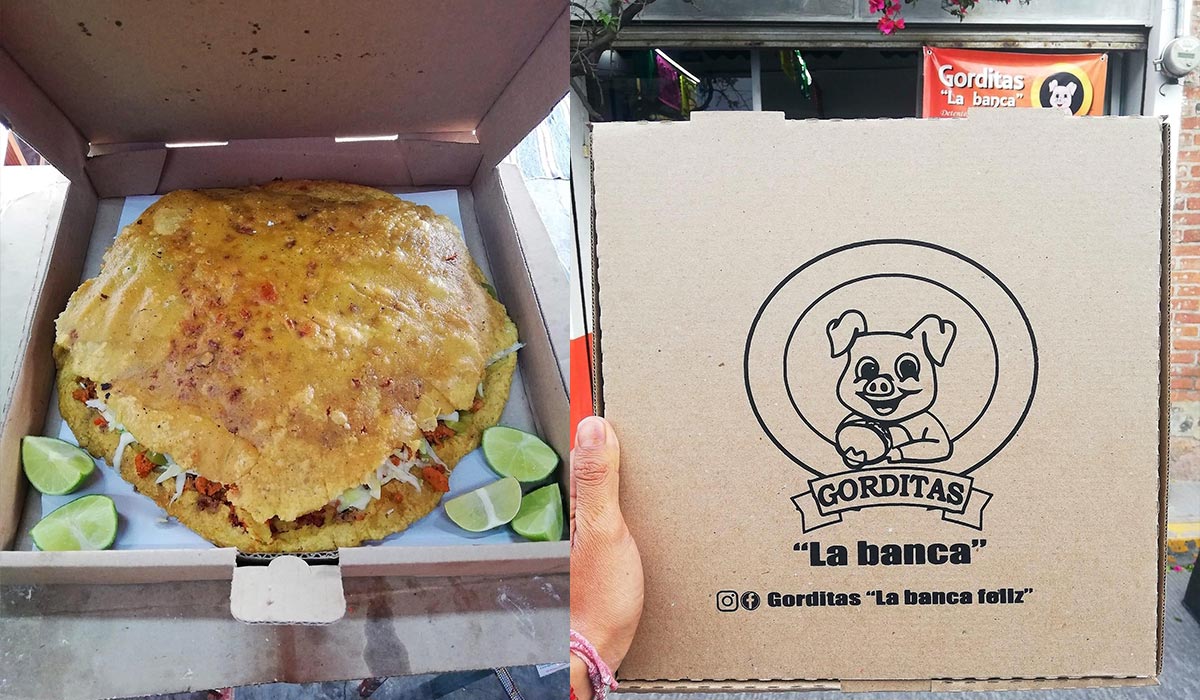 Gorditas
"La banca"
GORDITAS
"La banca"
Gorditas "La banca feliz"